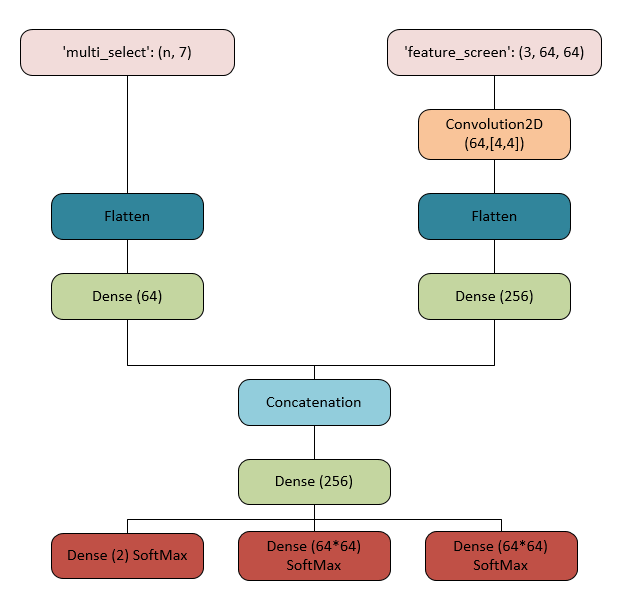 'multi_select': (n, 7)
'feature_screen': (3, 64, 64)
Convolution2D
(64,[4,4])
Flatten
Flatten
Dense (64)
Dense (256)
Concatenation
Dense (256)
Dense (2) SoftMax
Dense (64*64)
SoftMax
Dense (64*64)
SoftMax